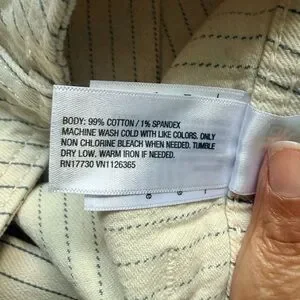 BODY: 99% COTTON / 1% SPANDEX
MACHINE WASH COLD WITH LIKE COLORS. ONLY
NON CHLORINE BLEACH WHEN NEEDED. TUMBLE
DRY LOW. WARM IRON IF NEEDED.
RN17730 VN1126365